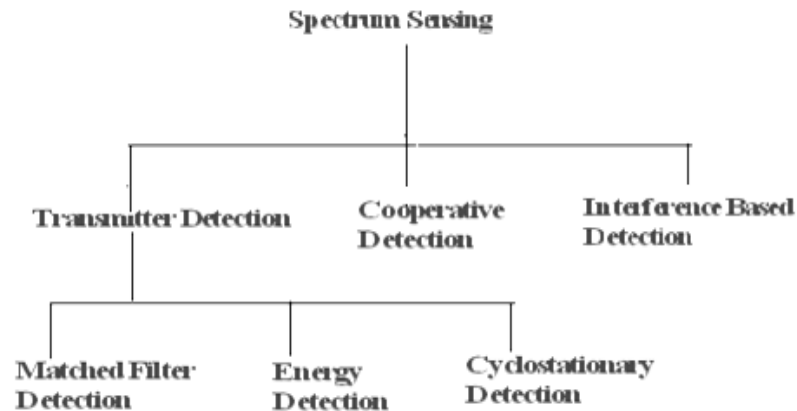 Spectrum Sensing
Transmitter Detection
Cooperative
Detection
Interference Based
Detection
Matched Filter
Detection
Energy
Detection
Cyclostationary
Detection